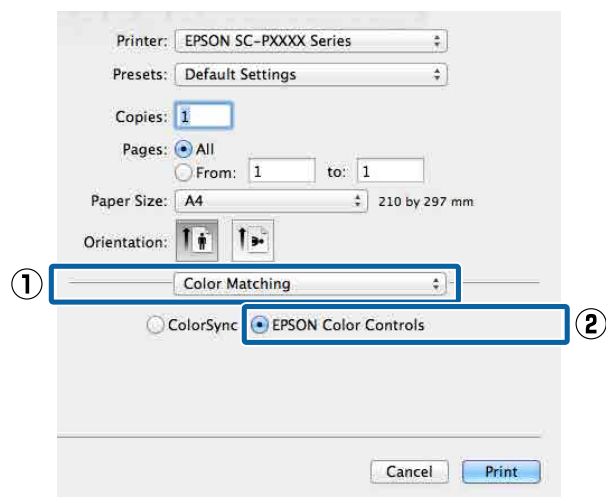 Printer: EPSON SC-PXXXX Series
Presets: Default Settings
Copies: 1
Pages: All
From: 1 to: 1
Paper Size: A4 210 by 297 mm
Orientation:
① Color Matching
ColorSync EPSON Color Controls ②
Cancel Print